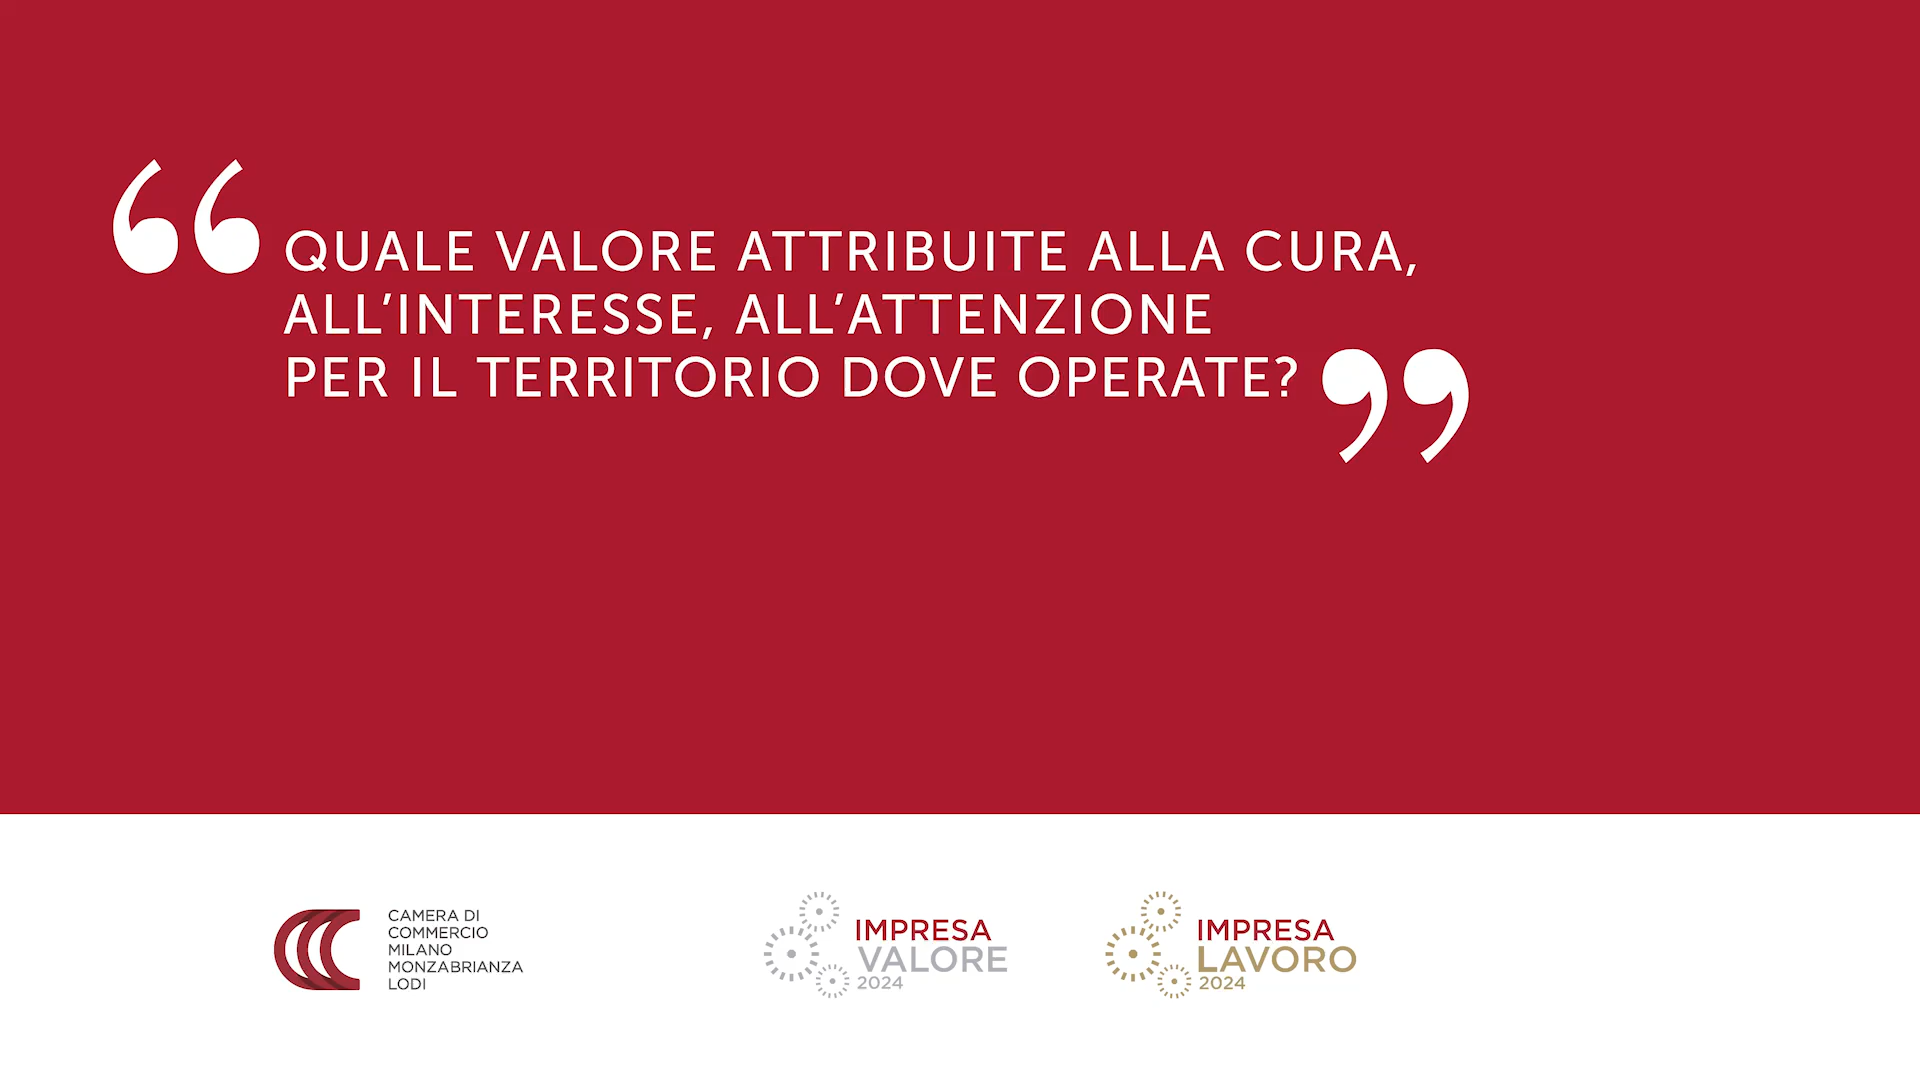 “QUALE VALORE ATTRIBUITE ALLA CURA,
ALL’INTERESSE, ALL’ATTENZIONE
PER IL TERRITORIO DOVE OPERATE?”
CAMERA DI
COMMERCIO
MILANO
MONZABRIANZA
LODI
IMPRESA
VALORE
2024
IMPRESA
LAVORO
2024